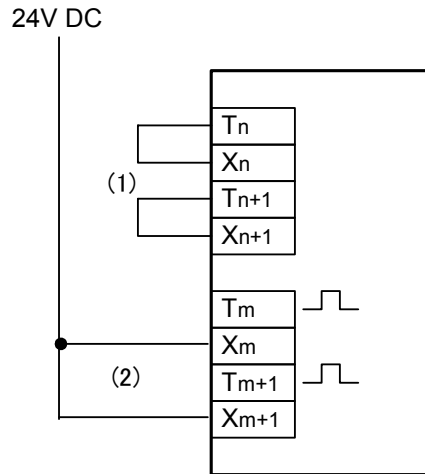 24V DC
Tn
Xn
(1)
Tn+1
Xn+1
Tm
Xm
(2)
Tm+1
Xm+1